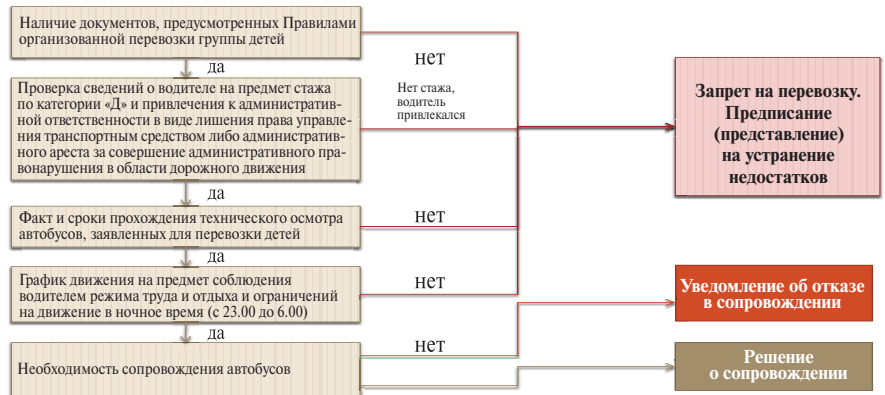 Наличие документов, предусмотренных Правилами
организованной перевозки группы детей
нет
да
Проверка сведений о водителе на предмет стажа
по категории «Д» и привлечения к административ-
ной ответственности в виде лишения права управле-
ния транспортным средством либо административ-
ного ареста за совершение административного пра-
вонарушения в области дорожного движения
Нет стажа,
водитель
привлекался
Запрет на перевозку.
Предписание
(представление)
на устранение
недостатков
да
Факт и сроки прохождения технического осмотра
автобусов, заявленных для перевозки детей
нет
да
График движения на предмет соблюдения
водителем режима труда и отдыха и ограничений
на движение в ночное время (с 23.00 до 6.00)
нет
Уведомление об отказе
в сопровождении
да
Необходимость сопровождения автобусов
нет
Решение
о сопровождении